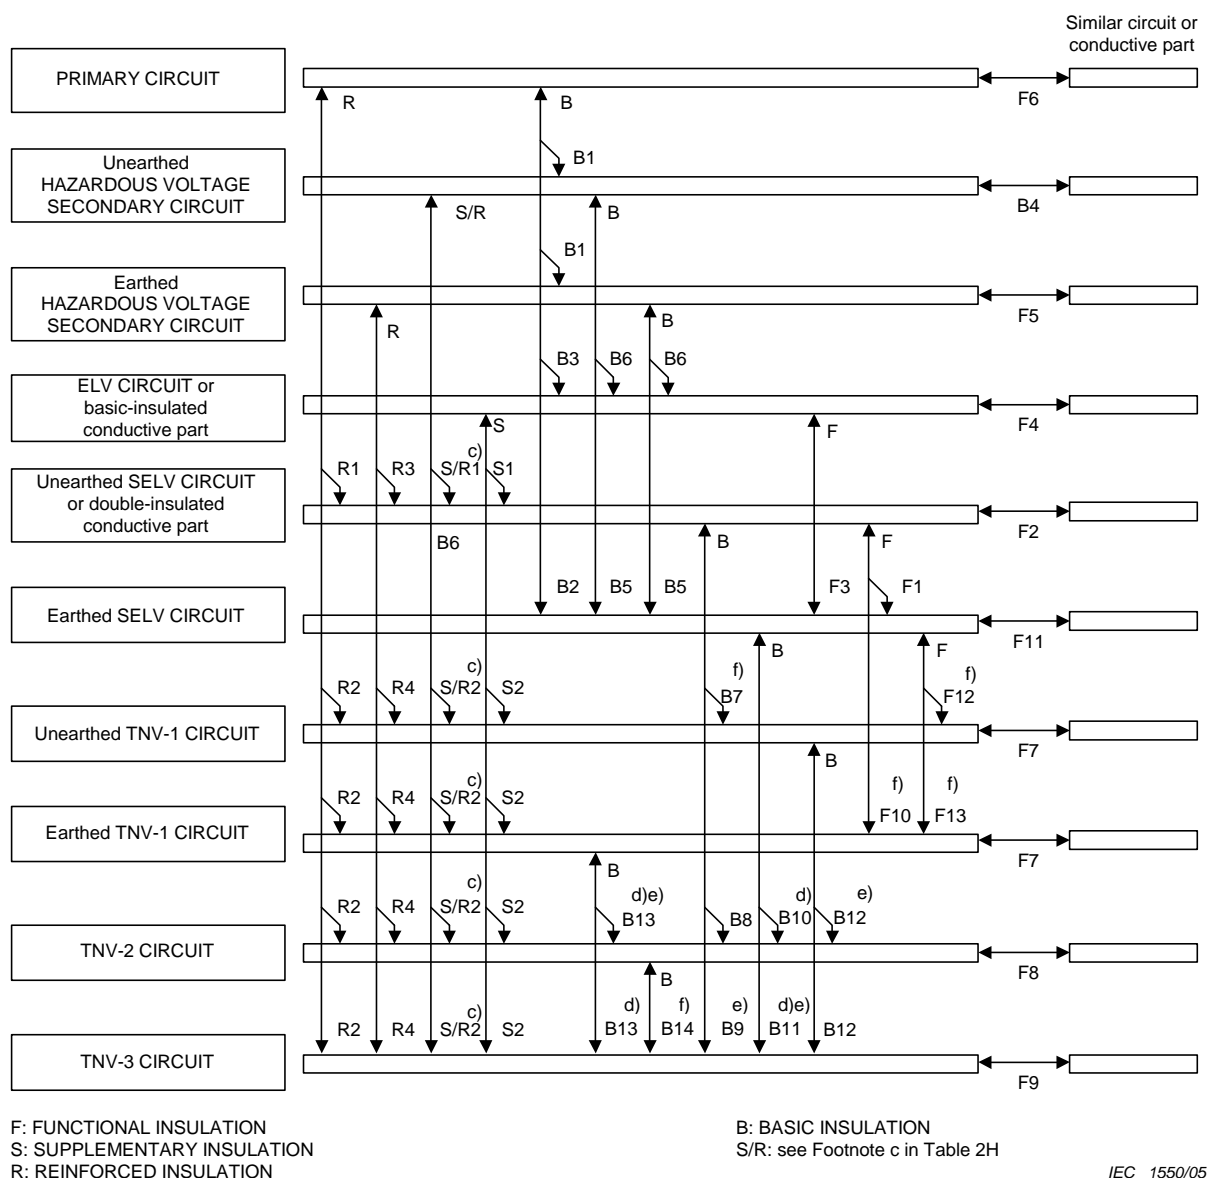 Similar circuit or
conductive part
PRIMARY CIRCUIT
R
B
F6
B1
Unearthed
HAZARDOUS VOLTAGE
SECONDARY CIRCUIT
S/R
B
B4
B1
Earthed
HAZARDOUS VOLTAGE
SECONDARY CIRCUIT
R
B
F5
B3
B6
B6
ELV CIRCUIT or
basic-insulated
conductive part
S
F
F4
c)
R1
R3
S/R1
S1
Unearthed SELV CIRCUIT
or double-insulated
conductive part
B6
B
F
F2
B2
B5
B5
F3
F1
Earthed SELV CIRCUIT
B
F
F11
c)
f)
f)
R2
R4
S/R2
S2
B7
F12
Unearthed TNV-1 CIRCUIT
B
F7
c)
f)
f)
R2
R4
S/R2
S2
F10
F13
Earthed TNV-1 CIRCUIT
B
F7
c)
d)e)
d)
e)
R2
R4
S/R2
S2
B13
B8
B10
B12
TNV-2 CIRCUIT
B
F8
c)
d)
f)
e)
d)e)
R2
R4
S/R2
S2
B13
B14
B9
B11
B12
TNV-3 CIRCUIT
F9
F: FUNCTIONAL INSULATION
B: BASIC INSULATION
S: SUPPLEMENTARY INSULATION
S/R: see Footnote c in Table 2H
R: REINFORCED INSULATION
IEC 1550/05